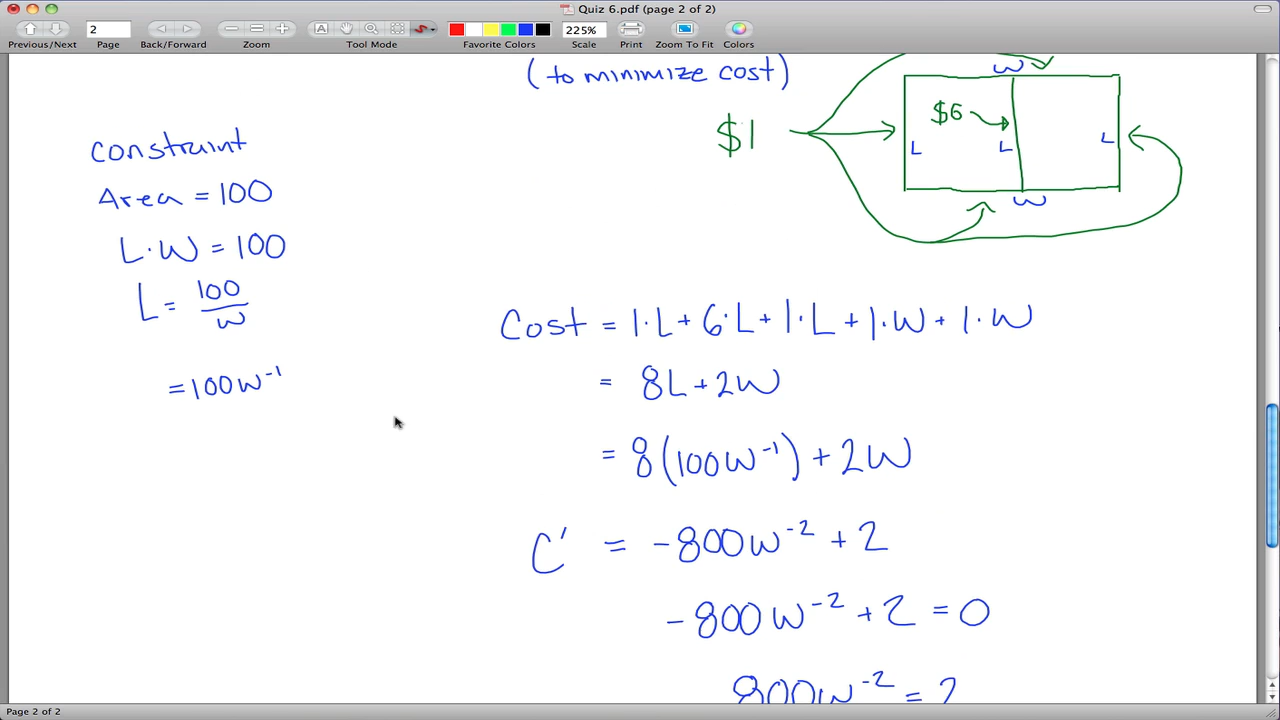 Quiz 6.pdf (page 2 of 2)
2
225%
Previous/Next Page Back/Forward Zoom Tool Mode Favorite Colors Scale Print Zoom To Fit Colors
(to minimize cost)
W
$6
$1
L L L
W
constraint
Area = 100
L·W = 100
L = 100/W
= 100W⁻¹
Cost = 1·L + 6·L + 1·L + 1·W + 1·W
= 8L + 2W
= 8(100W⁻¹) + 2W
C' = -800W⁻² + 2
-800W⁻² + 2 = 0
800W⁻² = 2
Page 2 of 2